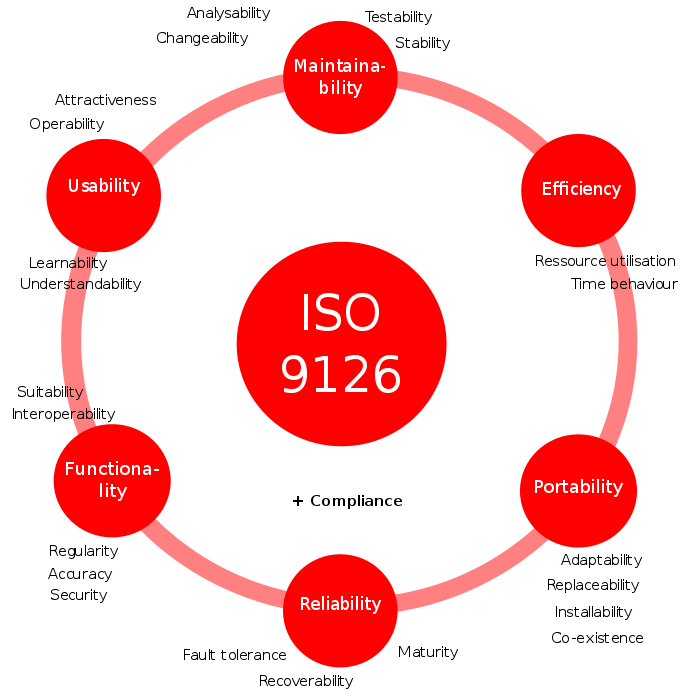 Analysability
Testability
Changeability
Stability
Maintaina-
bility
Attractiveness
Operability
Usability
Efficiency
Learnability
Understandability
Ressource utilisation
Time behaviour
ISO
9126
Suitability
Interoperability
Functiona-
lity
Portability
+ Compliance
Regularity
Accuracy
Security
Adaptability
Replaceability
Installability
Co-existence
Reliability
Fault tolerance
Maturity
Recoverability